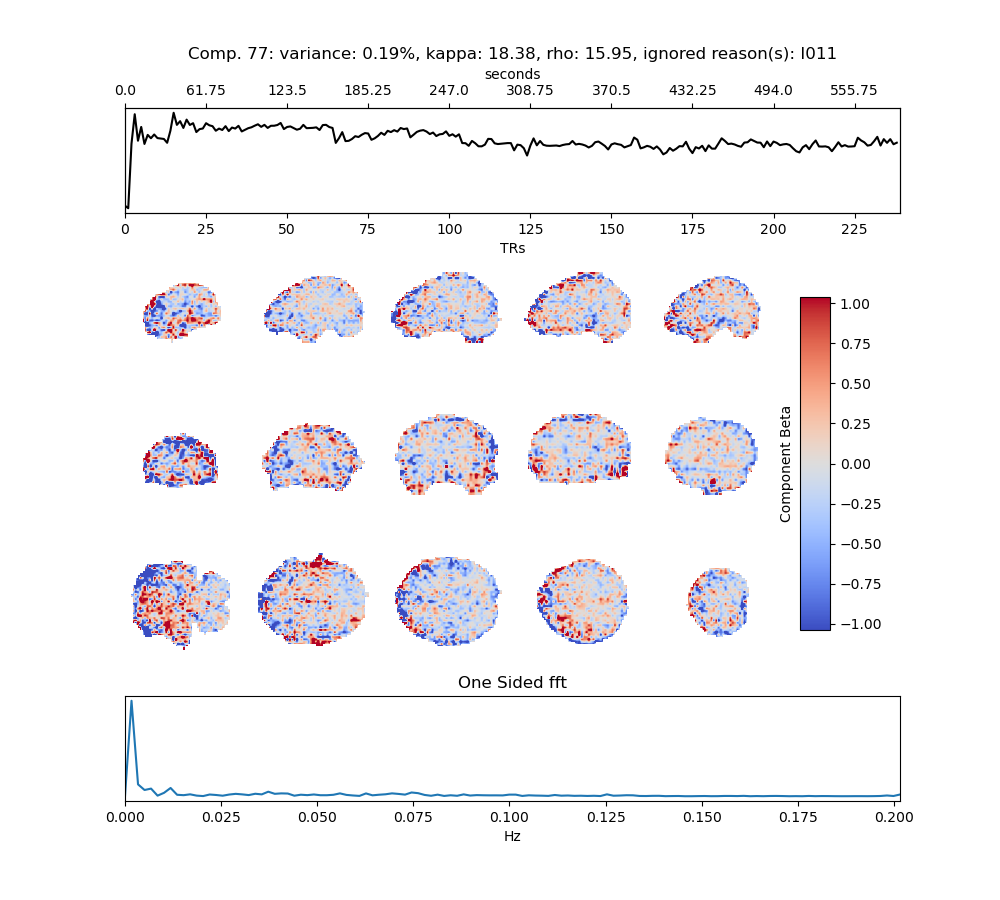 Comp. 77: variance: 0.19%, kappa: 18.38, rho: 15.95, ignored reason(s): I011
seconds
0.0 61.75 123.5 185.25 247.0 308.75 370.5 432.25 494.0 555.75
0 25 50 75 100 125 150 175 200 225
TRs
1.00
0.75
0.50
0.25
0.00
−0.25
−0.50
−0.75
−1.00
Component Beta
One Sided fft
0.000 0.025 0.050 0.075 0.100 0.125 0.150 0.175 0.200
Hz